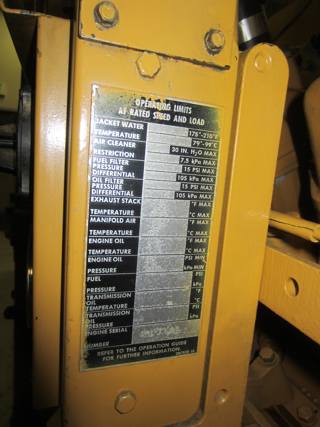 OPERATING LIMITS
AT RATED SPEED AND LOAD
JACKET WATER 175°-210°F
TEMPERATURE 79°-99°C
AIR CLEANER 30 IN. H₂O MAX
RESTRICTION 7.5 kPa MAX
FUEL FILTER 15 PSI MAX
PRESSURE
DIFFERENTIAL 105 kPa MAX
OIL FILTER 15 PSI MAX
PRESSURE
DIFFERENTIAL 105 kPa MAX
EXHAUST STACK °F MAX
TEMPERATURE °C MAX
MANIFOLD AIR °F MAX
TEMPERATURE °C MAX
ENGINE OIL °F MAX
TEMPERATURE °C MAX
ENGINE OIL PSI MIN
PRESSURE kPa MIN
FUEL PSI
PRESSURE kPa
TRANSMISSION °F
OIL
TEMPERATURE °C
TRANSMISSION PSI
OIL
PRESSURE kPa
ENGINE SERIAL
NUMBER
REFER TO THE OPERATION GUIDE
FOR FURTHER INFORMATION.